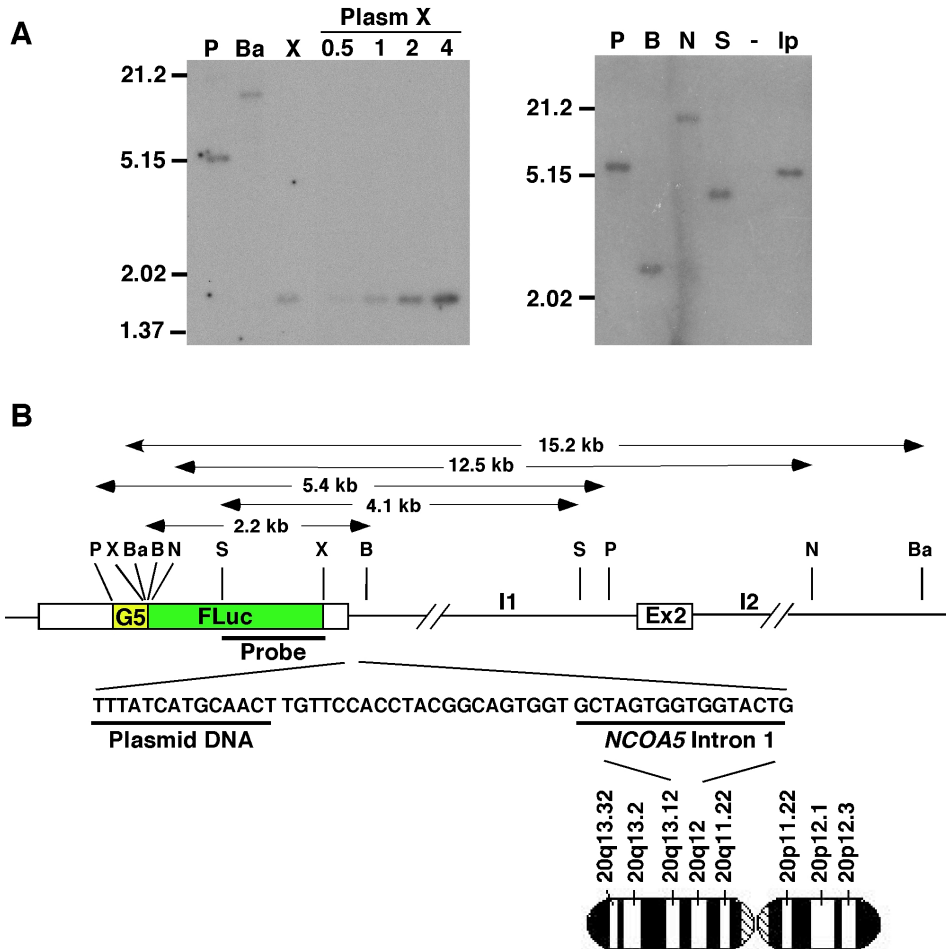 A
Plasm X
P Ba X 0.5 1 2 4
21.2
5.15
2.02
1.37
P B N S - Ip
21.2
5.15
2.02
B
15.2 kb
12.5 kb
5.4 kb
4.1 kb
2.2 kb
P X Ba B N S X B S P N Ba
G5 FLuc I1 Ex2 I2
Probe
TTTATCATGCAACT TGTTCCACCTACGGCAGTGGT GCTAGTGGTGGTACTG
Plasmid DNA NCOA5 Intron 1
20q13.32 20q13.2 20q13.12 20q12 20q11.22 20p11.22 20p12.1 20p12.3